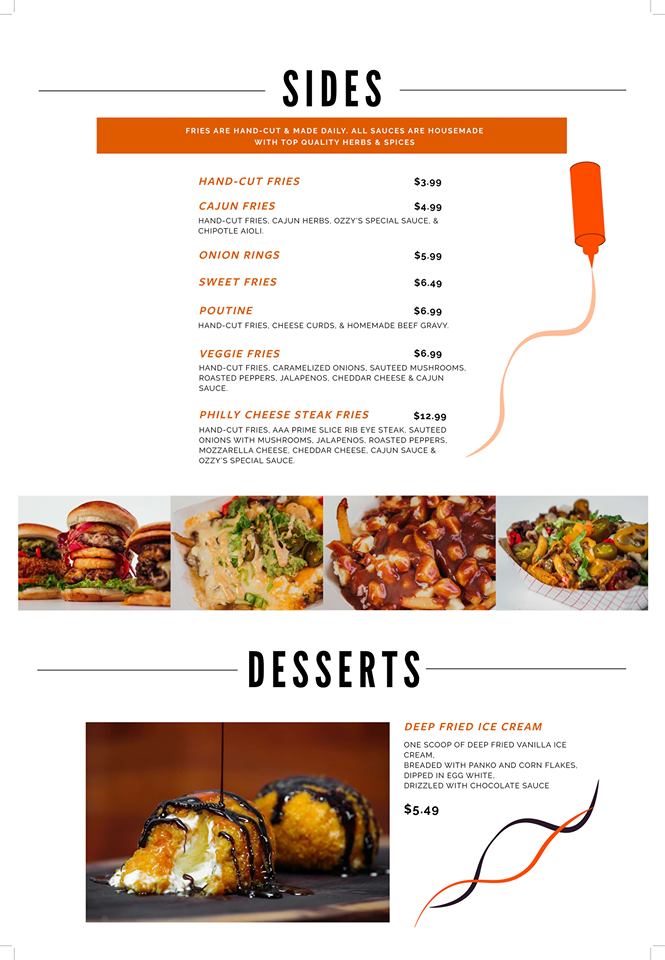 SIDES
FRIES ARE HAND-CUT & MADE DAILY. ALL SAUCES ARE HOUSEMADE
WITH TOP QUALITY HERBS & SPICES
HAND-CUT FRIES $3.99
CAJUN FRIES $4.99
HAND-CUT FRIES, CAJUN HERBS, OZZY'S SPECIAL SAUCE, &
CHIPOTLE AIOLI.
ONION RINGS $5.99
SWEET FRIES $6.49
POUTINE $6.99
HAND-CUT FRIES, CHEESE CURDS, & HOMEMADE BEEF GRAVY.
VEGGIE FRIES $6.99
HAND-CUT FRIES, CARAMELIZED ONIONS, SAUTEED MUSHROOMS,
ROASTED PEPPERS, JALAPENOS, CHEDDAR CHEESE & CAJUN
SAUCE.
PHILLY CHEESE STEAK FRIES $12.99
HAND-CUT FRIES, AAA PRIME SLICE RIB EYE STEAK, SAUTEED
ONIONS WITH MUSHROOMS, JALAPENOS, ROASTED PEPPERS,
MOZZARELLA CHEESE, CHEDDAR CHEESE, CAJUN SAUCE &
OZZY'S SPECIAL SAUCE.
DESSERTS
DEEP FRIED ICE CREAM
ONE SCOOP OF DEEP FRIED VANILLA ICE
CREAM,
BREADED WITH PANKO AND CORN FLAKES,
DIPPED IN EGG WHITE,
DRIZZLED WITH CHOCOLATE SAUCE
$5.49